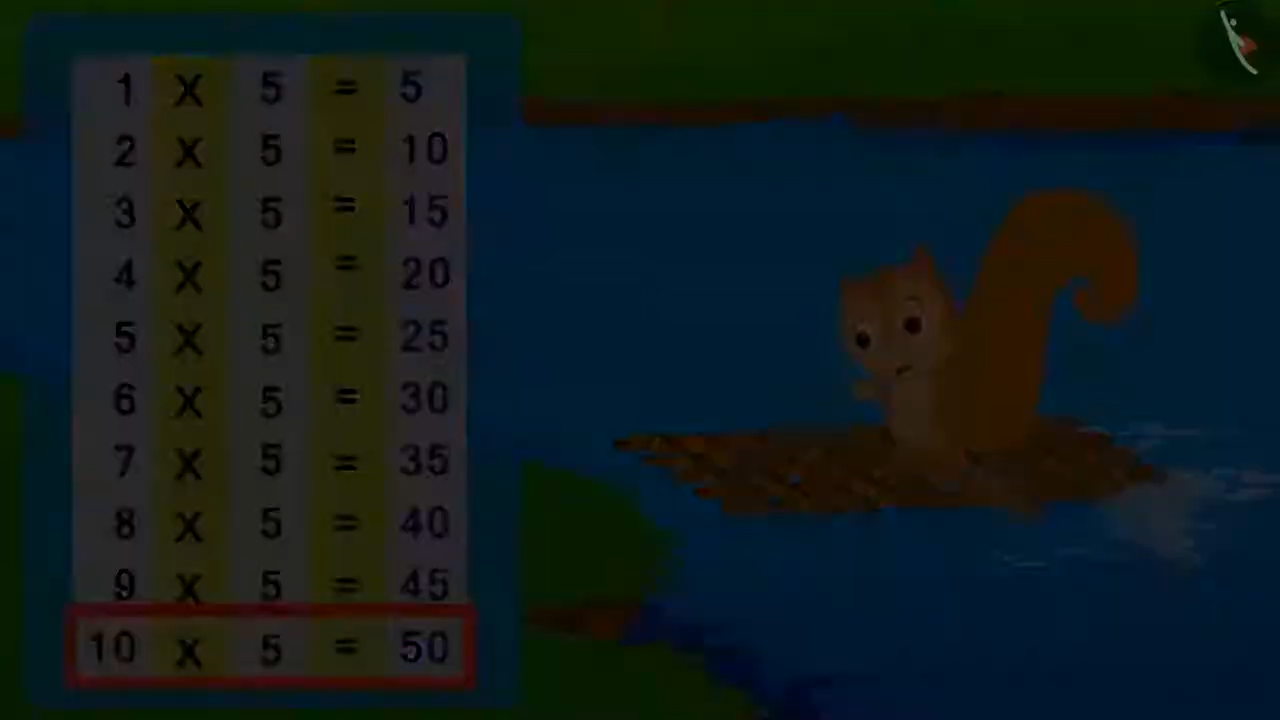 1 X 5 = 5
2 X 5 = 10
3 X 5 = 15
4 X 5 = 20
5 X 5 = 25
6 X 5 = 30
7 X 5 = 35
8 X 5 = 40
9 X 5 = 45
10 X 5 = 50